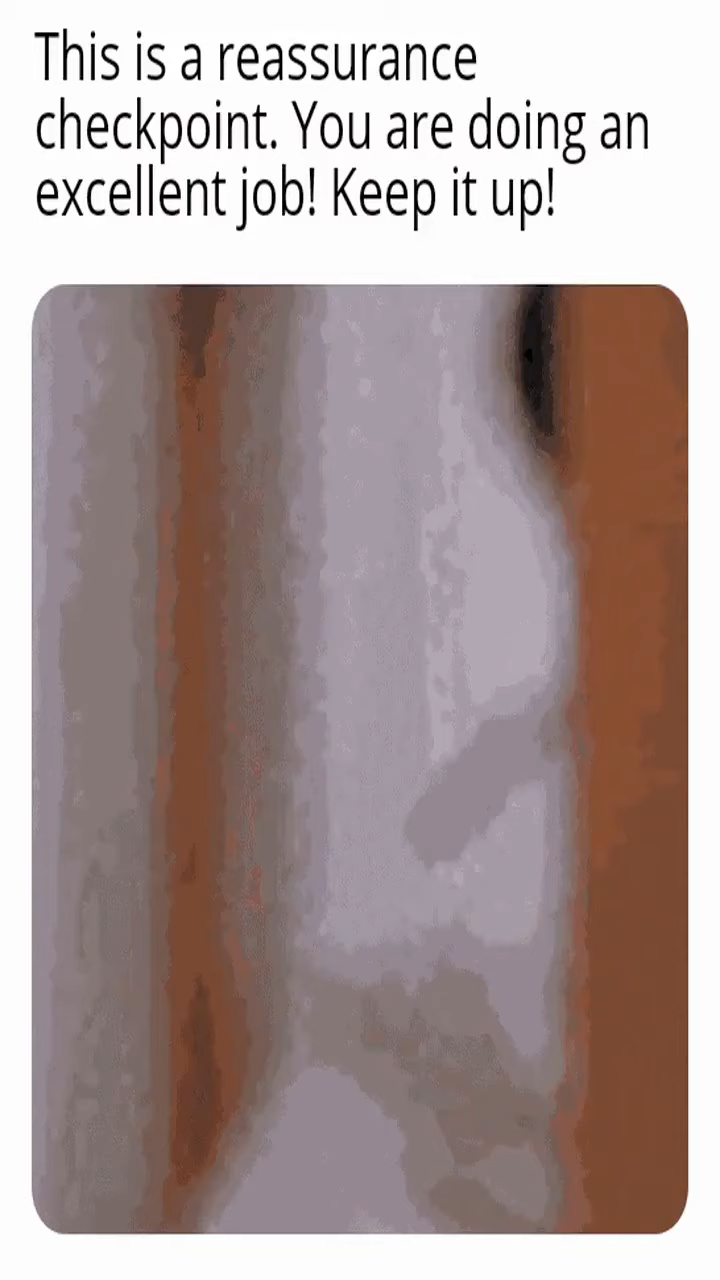 This is a reassurance
checkpoint. You are doing an
excellent job! Keep it up!